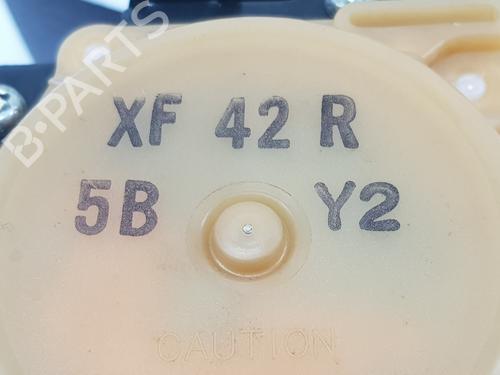 B-PARTS
XF 42 R
5B Y2
CAUTION